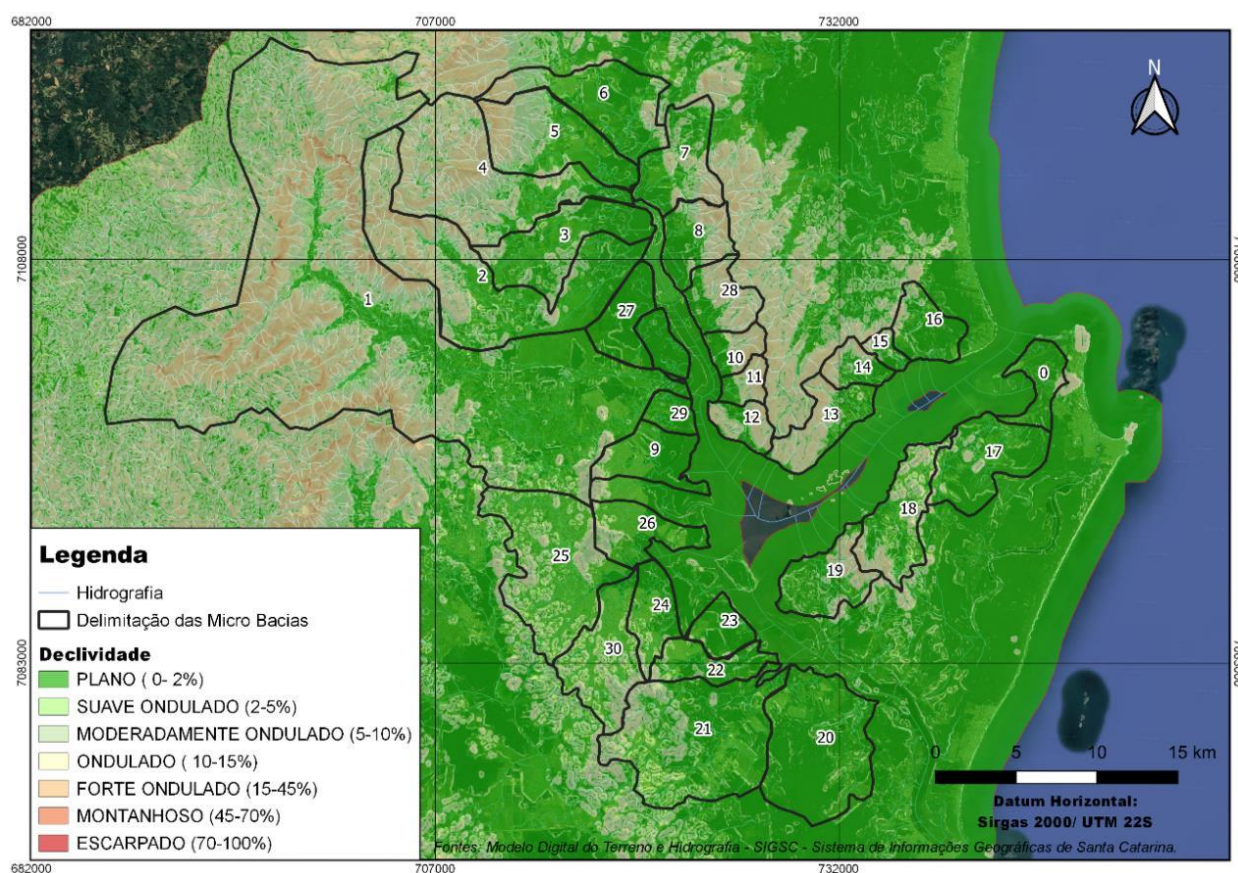 682000 707000 732000
N
6
5
7
4
3
8
7108000 7108000
2
28
1
27
16
15
10
14
0
11
29
12
13
9
17
26
18
25
19
24
23
30
22
7083000 7083000
21
20
Legenda
Hidrografia
Delimitação das Micro Bacias
Declividade
PLANO ( 0- 2%)
SUAVE ONDULADO (2-5%)
MODERADAMENTE ONDULADO (5-10%)
ONDULADO ( 10-15%)
FORTE ONDULADO (15-45%)
MONTANHOSO (45-70%)
ESCARPADO (70-100%)
0 5 10 15 km
Datum Horizontal:
Sirgas 2000/ UTM 22S
Fontes: Modelo Digital do Terreno e Hidrografia - SIGSC - Sistema de Informações Geográficas de Santa Catarina.
682000 707000 732000